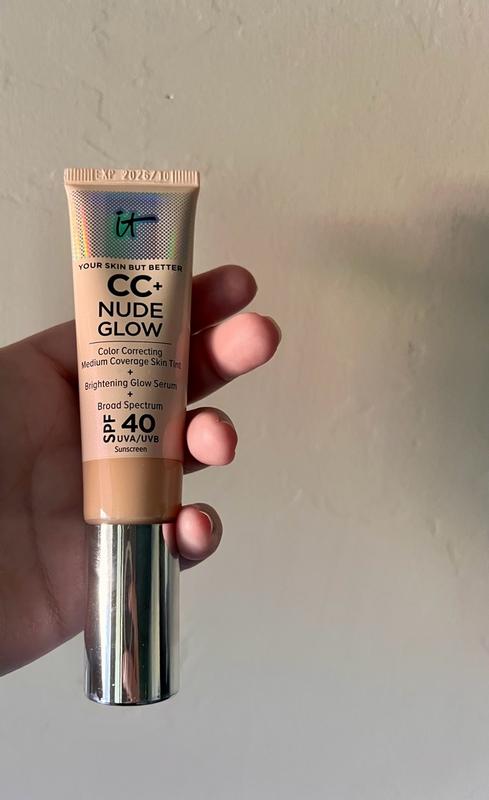 EXP 2026/10
it
YOUR SKIN BUT BETTER
CC+
NUDE
GLOW
Color Correcting
Medium Coverage Skin Tint
+
Brightening Glow Serum
+
Broad Spectrum
SPF 40
UVA/UVB
Sunscreen